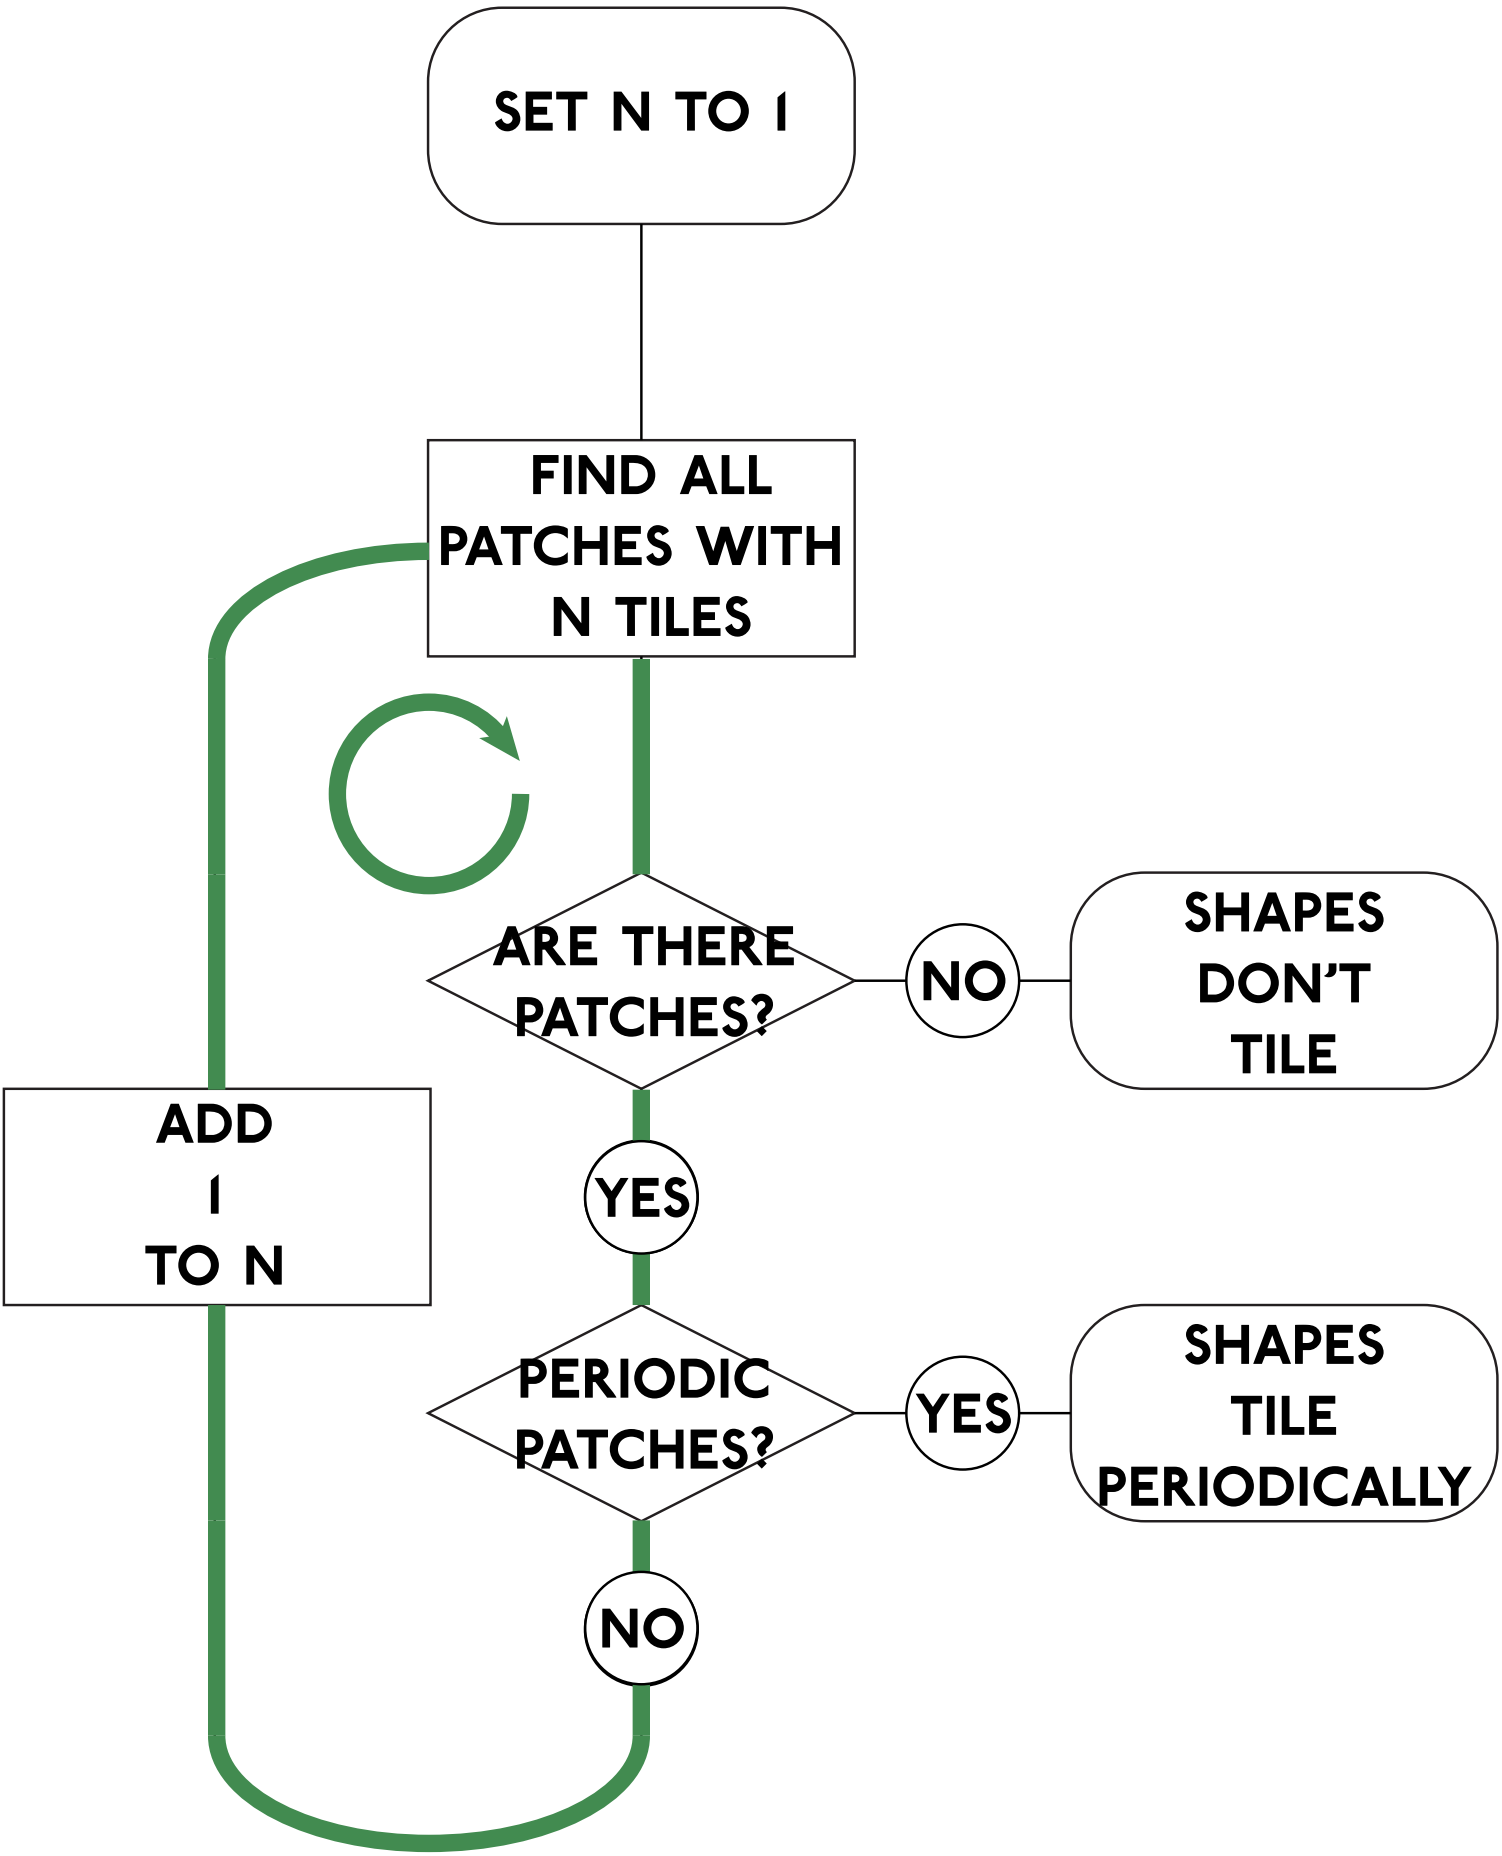 SET N TO 1
FIND ALL
PATCHES WITH
N TILES
ARE THERE
PATCHES?
NO
SHAPES
DON'T
TILE
YES
ADD
1
TO N
PERIODIC
PATCHES?
YES
SHAPES
TILE
PERIODICALLY
NO